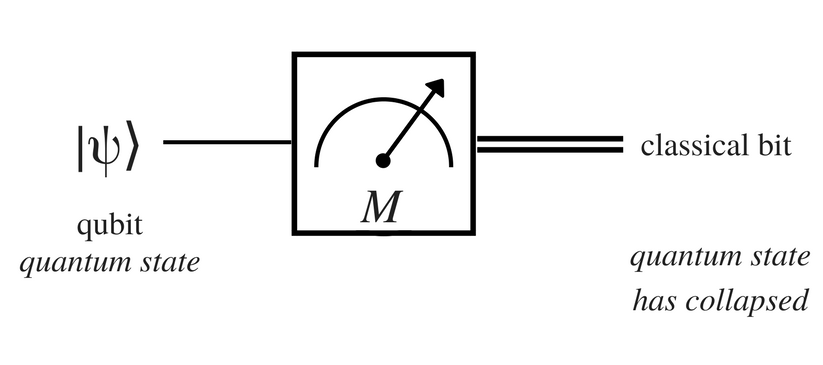 |ψ⟩
qubit
quantum state
M
classical bit
quantum state
has collapsed